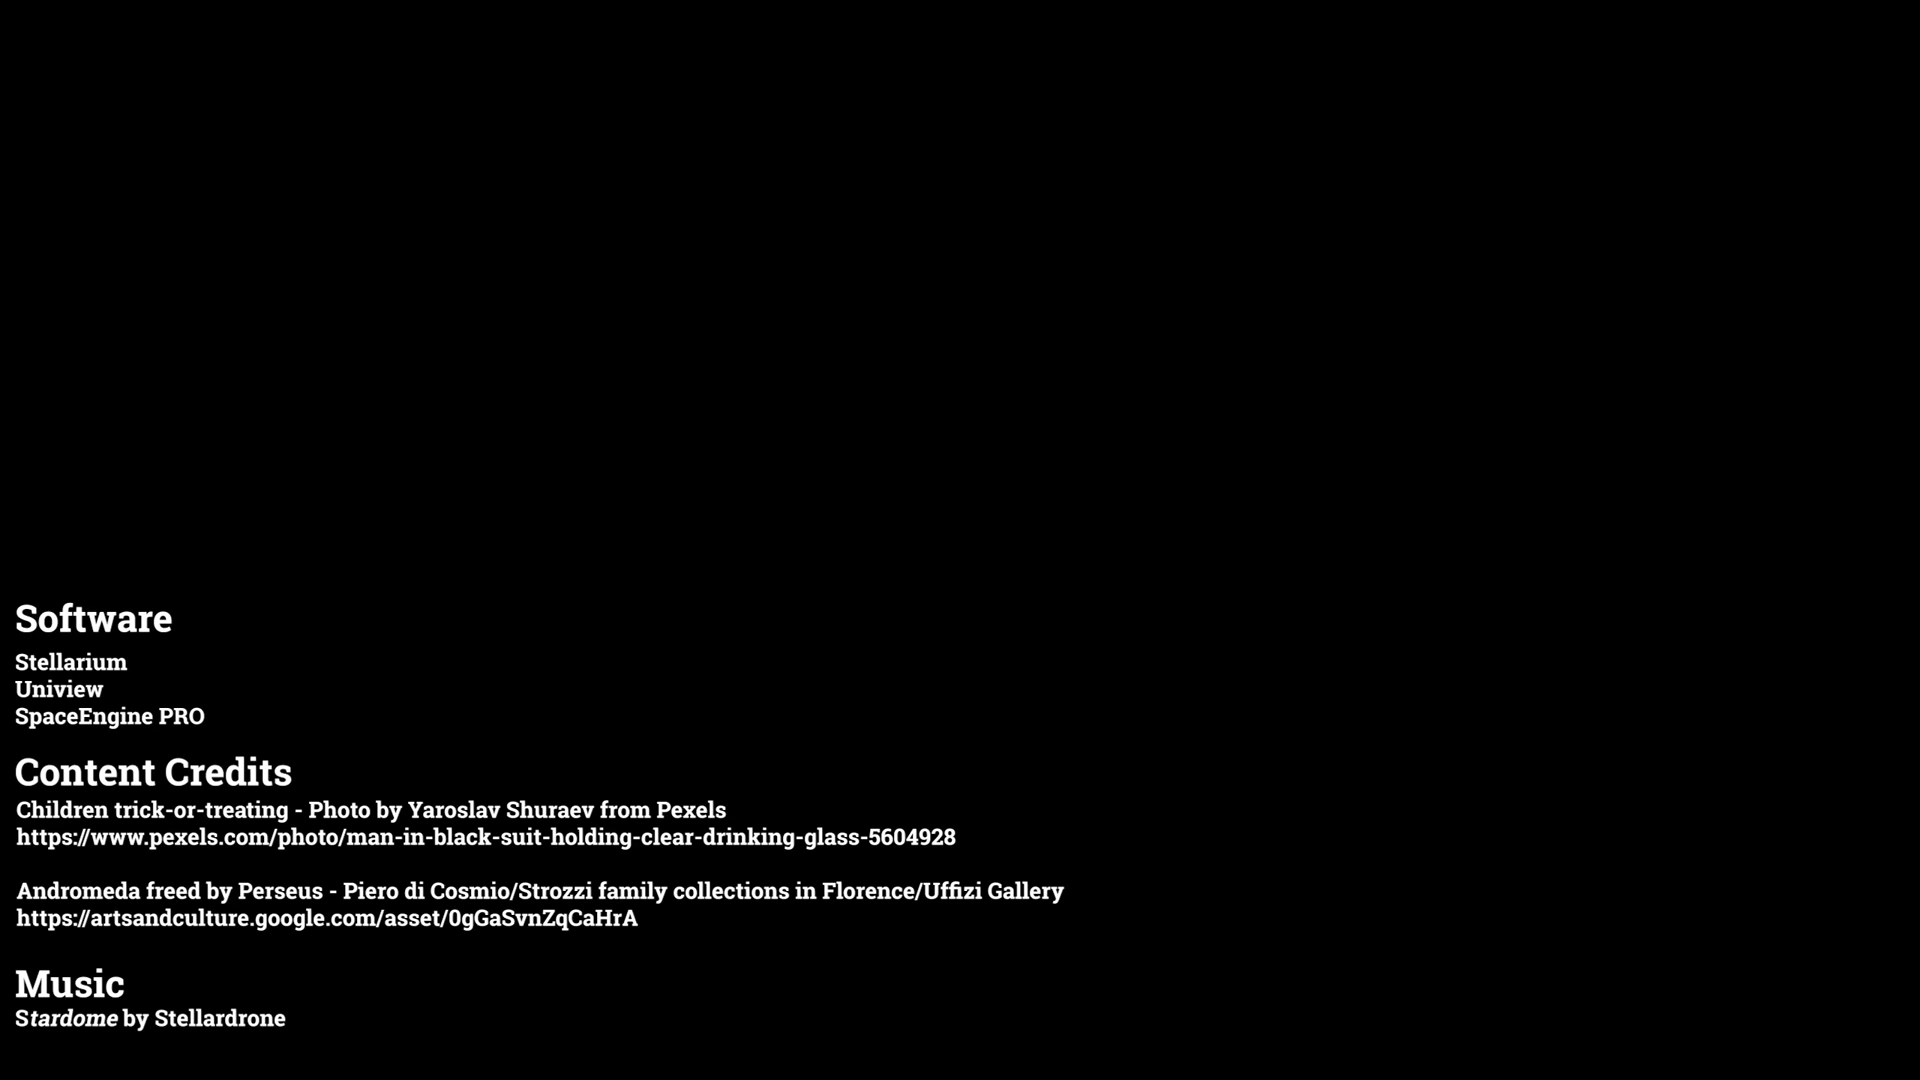 Software
Stellarium
Uniview
SpaceEngine PRO
Content Credits
Children trick-or-treating - Photo by Yaroslav Shuraev from Pexels
https://www.pexels.com/photo/man-in-black-suit-holding-clear-drinking-glass-5604928
Andromeda freed by Perseus - Piero di Cosmio/Strozzi family collections in Florence/Uffizi Gallery
https://artsandculture.google.com/asset/0gGaSvnZqCaHrA
Music
Stardome by Stellardrone